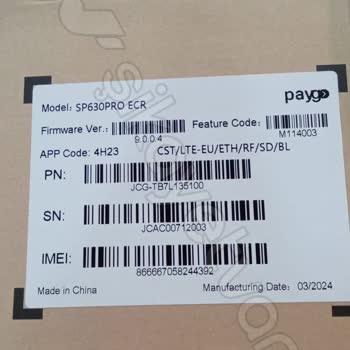 Model: SP630PRO ECR
paygo
Firmware Ver.: 9.0.0.4
Feature Code: M114003
APP Code: 4H23 CST/LTE-EU/ETH/RF/SD/BL
PN: JCG-TB7L135100
SN: JCAC00712003
IMEI: 866667058244392
Made in China
Manufacturing Date: 03/2024